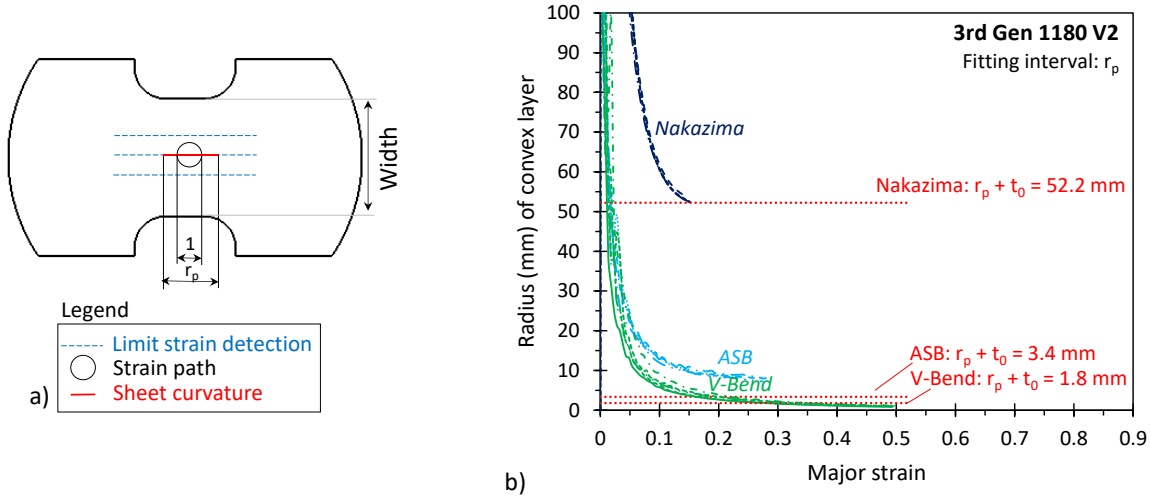 Width
1
r_p
Legend
Limit strain detection
Strain path
Sheet curvature
a)
3rd Gen 1180 V2
Fitting interval: r_p
Radius (mm) of convex layer
100
90
80
70
60
50
40
30
20
10
0
Nakazima
Nakazima: r_p + t_0 = 52.2 mm
ASB
ASB: r_p + t_0 = 3.4 mm
V-Bend
V-Bend: r_p + t_0 = 1.8 mm
0 0.1 0.2 0.3 0.4 0.5 0.6 0.7 0.8 0.9
Major strain
b)